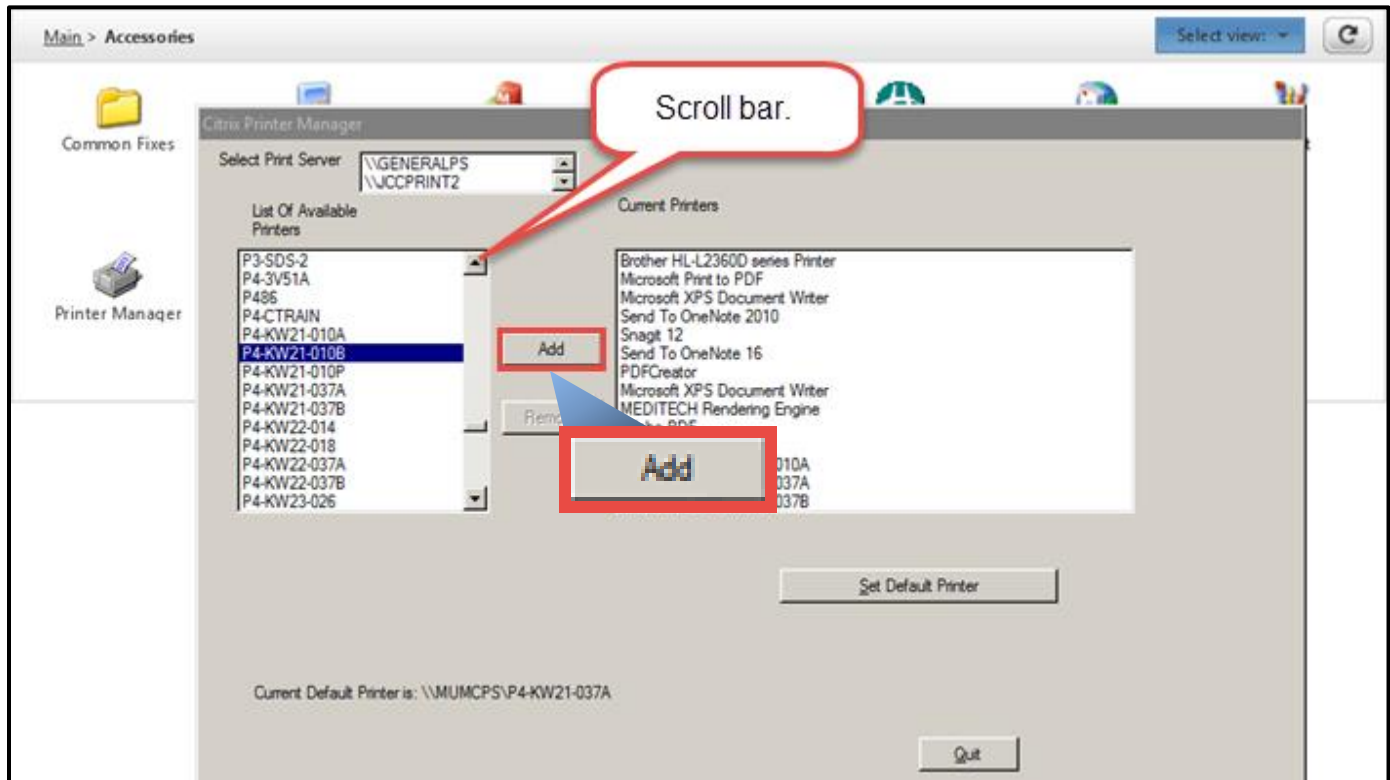 Main > Accessories
Select view:
Common Fixes
Scroll bar.
Citrix Printer Manager
Select Print Server
\\GENERALPS
\\JCCPRINT2
List Of Available
Printers
Current Printers
P3-SDS-2
P4-3V51A
P486
P4-CTRAIN
P4-KW21-010A
P4-KW21-010B
P4-KW21-010P
P4-KW21-037A
P4-KW21-037B
P4-KW22-014
P4-KW22-018
P4-KW22-037A
P4-KW22-037B
P4-KW23-026
Printer Manager
Add
Add
Brother HL-L2360D series Printer
Microsoft Print to PDF
Microsoft XPS Document Writer
Send To OneNote 2010
Snagit 12
Send To OneNote 16
PDFCreator
Microsoft XPS Document Writer
MEDITECH Rendering Engine
PDF
010A
037A
037B
Set Default Printer
Current Default Printer is: \\MUMCPS\P4-KW21-037A
Quit